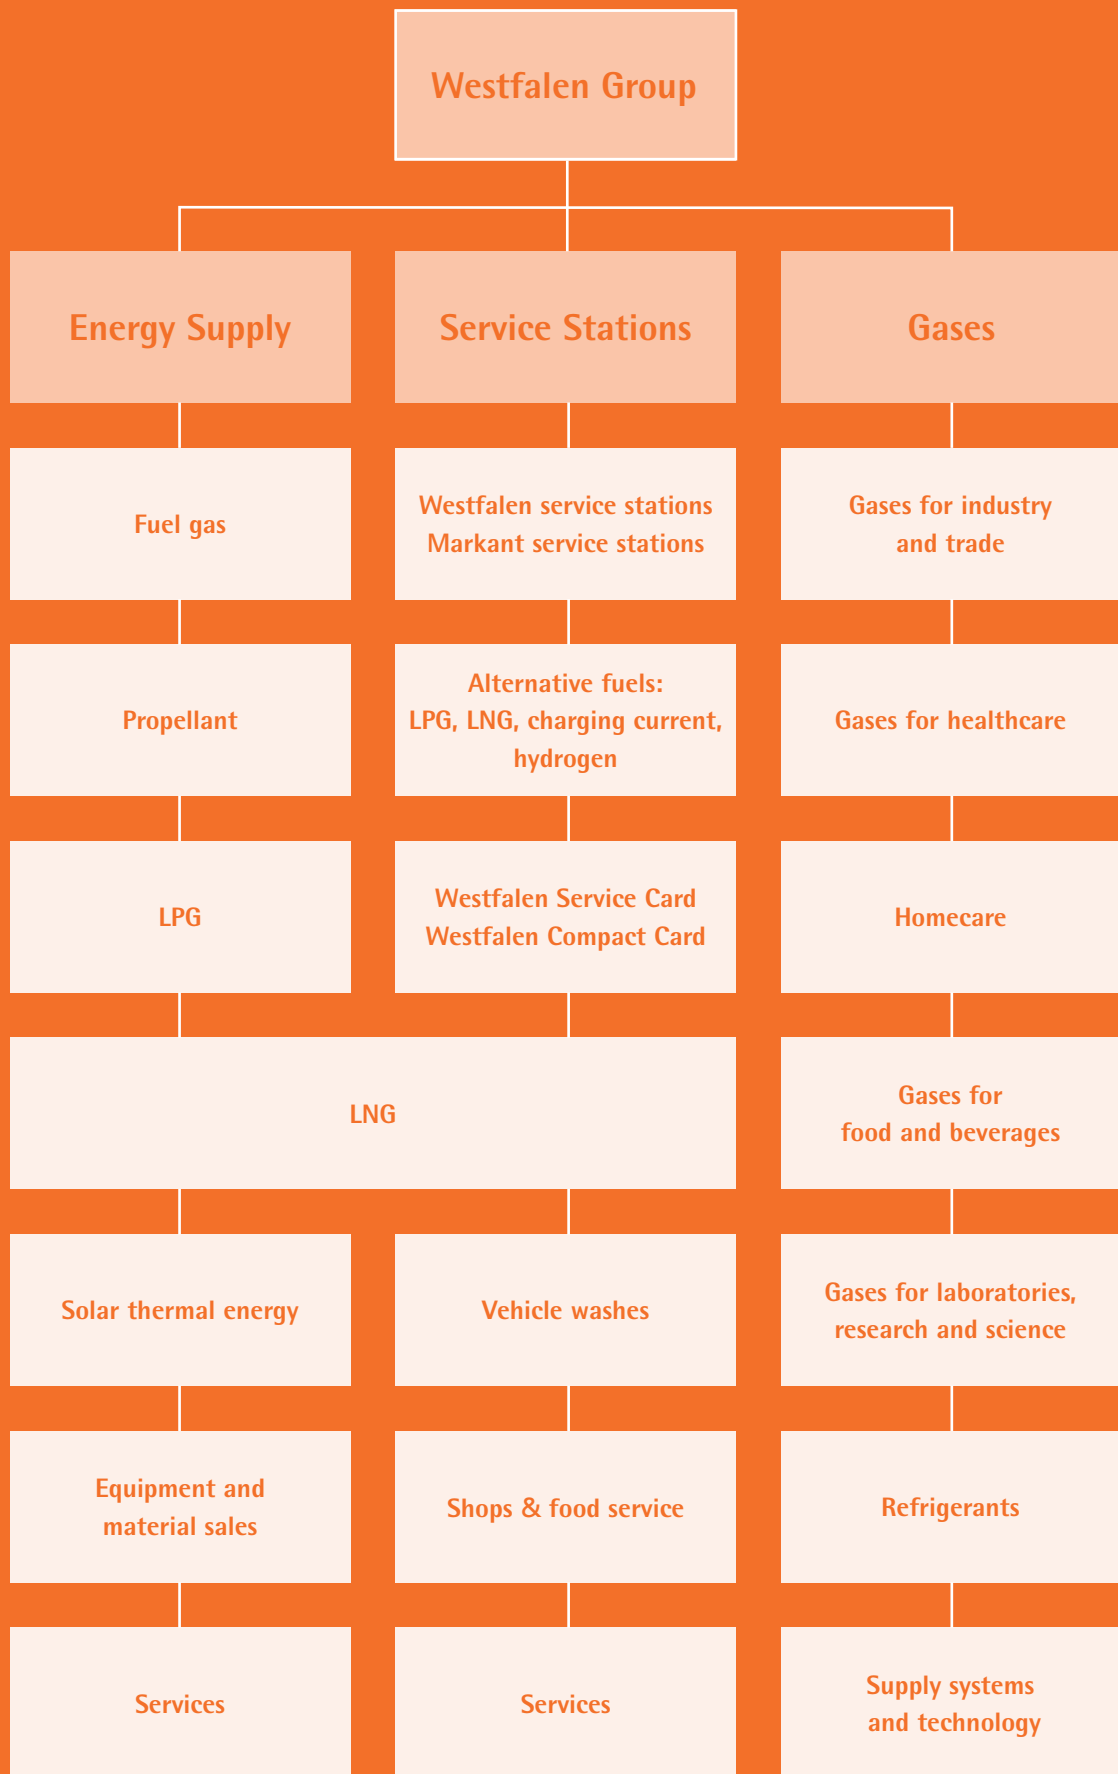 Westfalen Group
Energy Supply
Service Stations
Gases
Fuel gas
Westfalen service stations
Markant service stations
Gases for industry
and trade
Propellant
Alternative fuels:
LPG, LNG, charging current,
hydrogen
Gases for healthcare
LPG
Westfalen Service Card
Westfalen Compact Card
Homecare
LNG
Gases for
food and beverages
Solar thermal energy
Vehicle washes
Gases for laboratories,
research and science
Equipment and
material sales
Shops & food service
Refrigerants
Services
Services
Supply systems
and technology